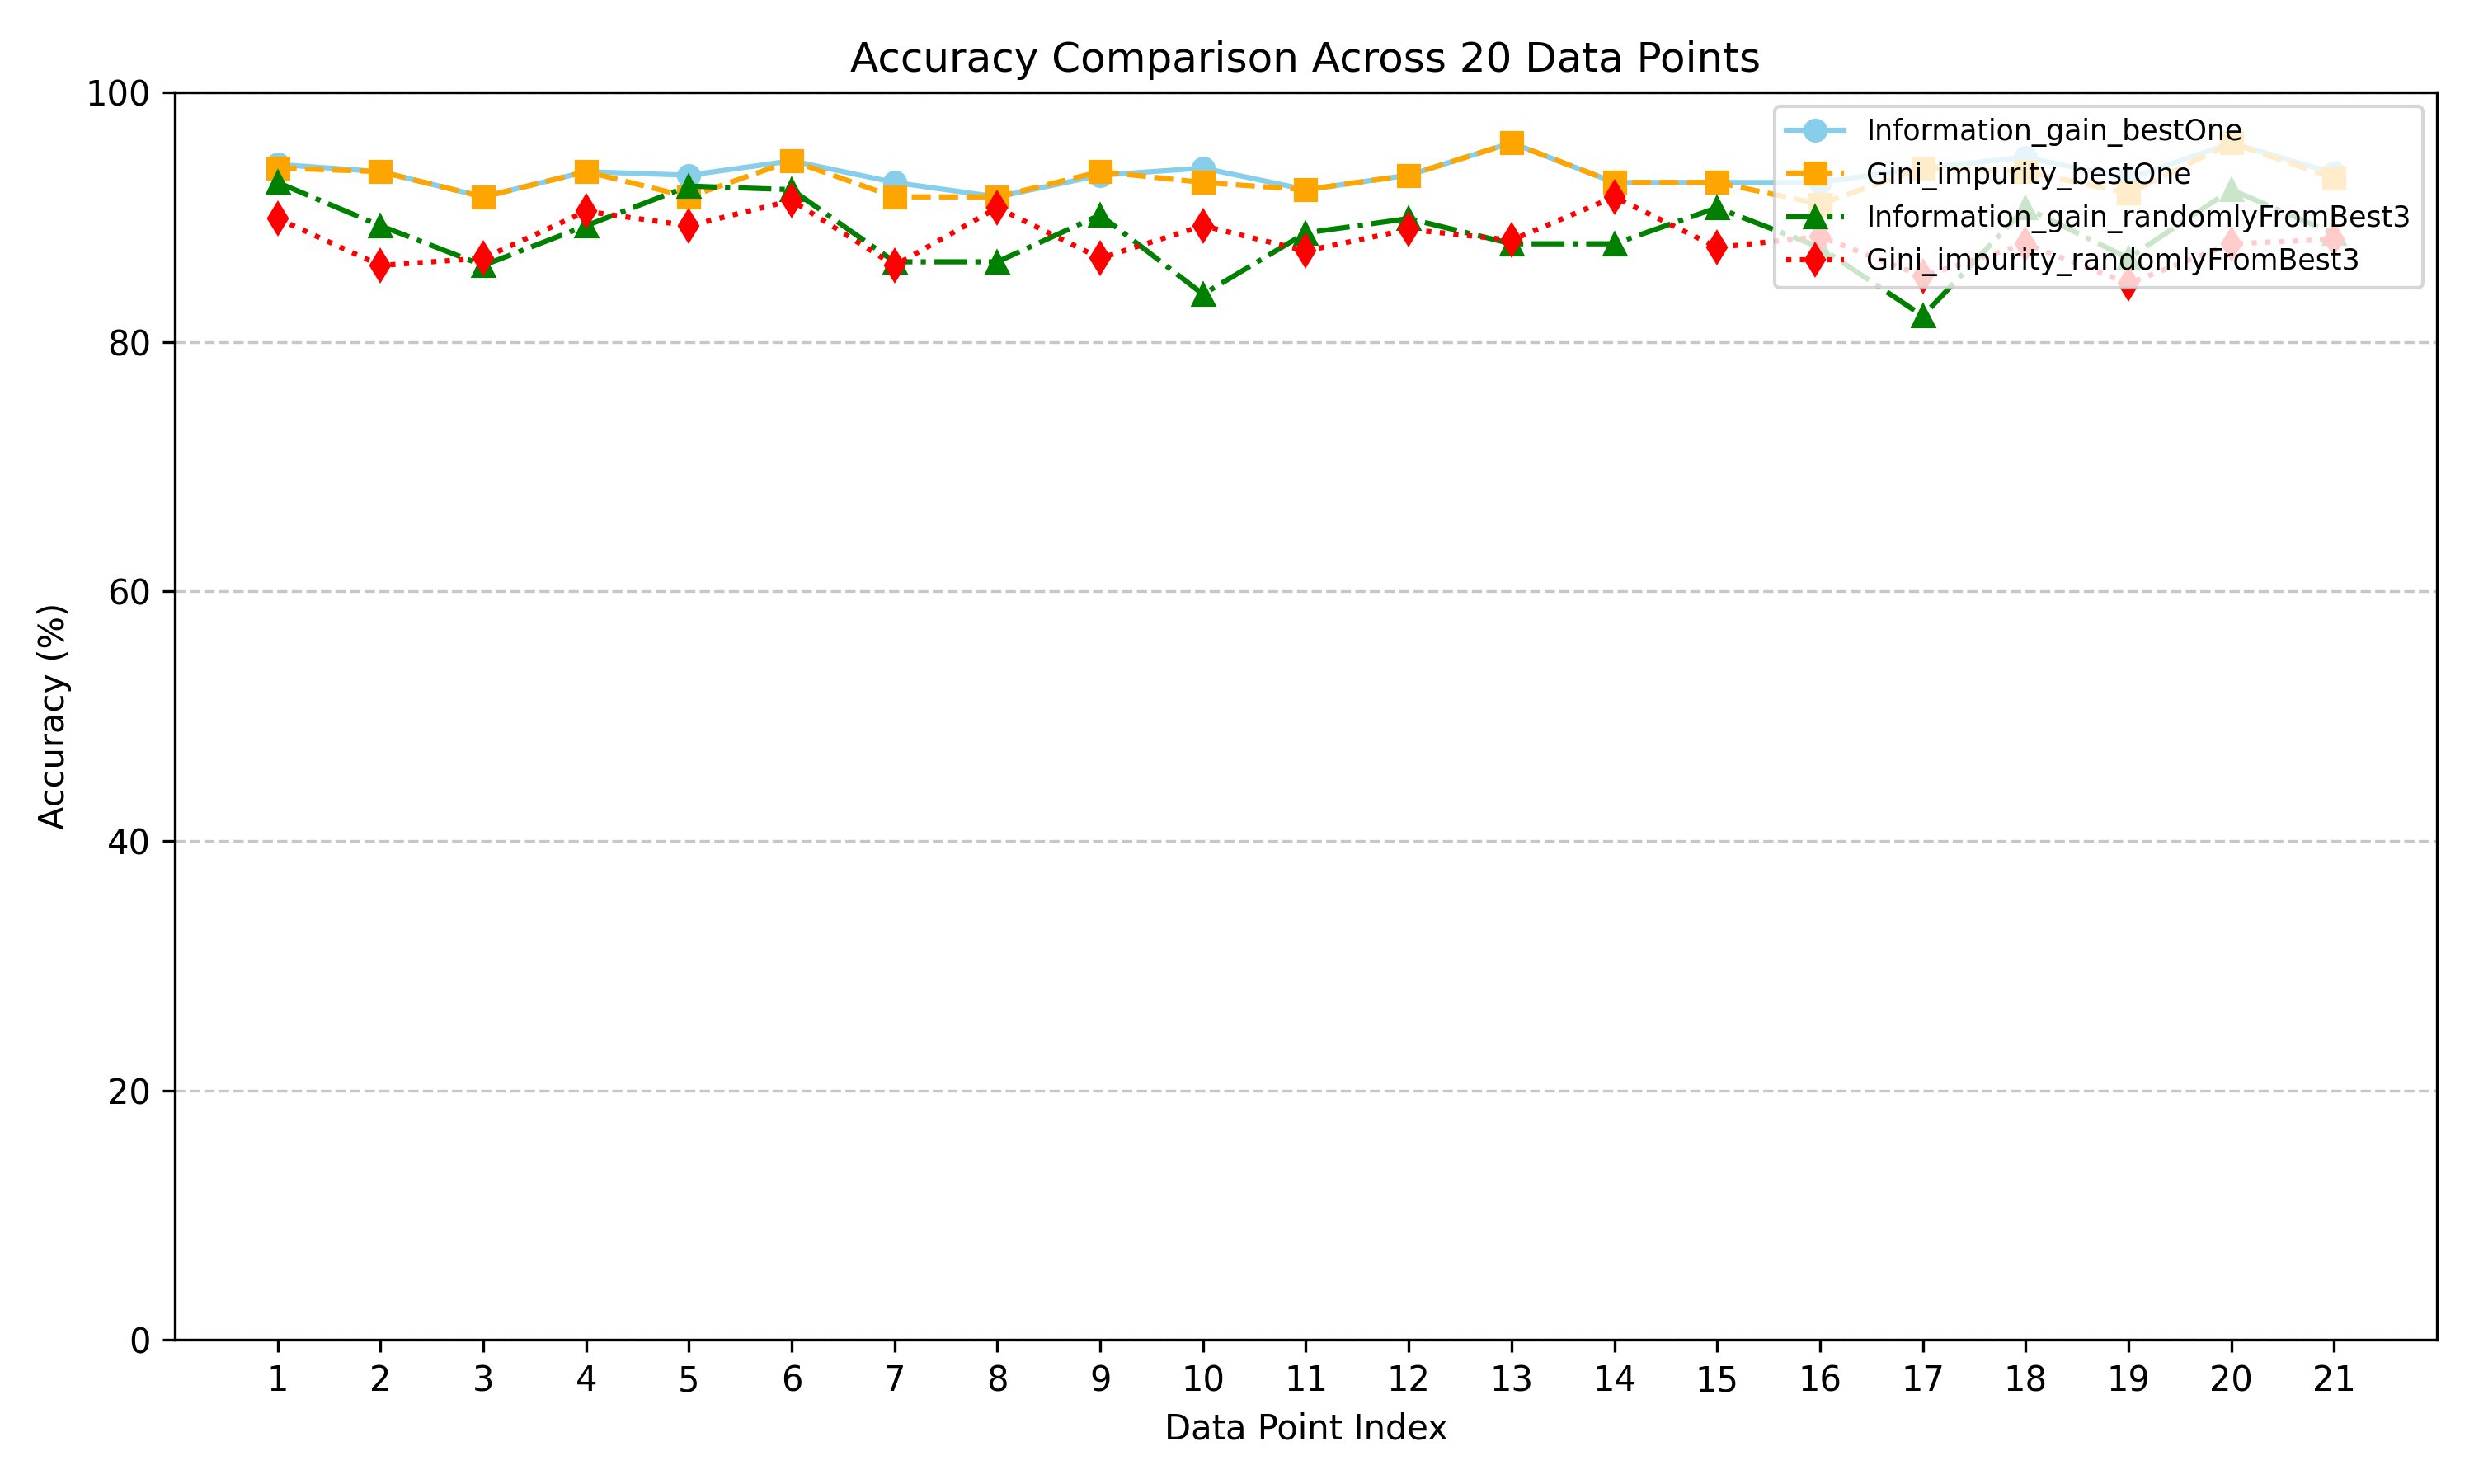 Accuracy Comparison Across 20 Data Points
100
80
60
40
20
0
Accuracy (%)
Information_gain_bestOne
Gini_impurity_bestOne
Information_gain_randomlyFromBest3
Gini_impurity_randomlyFromBest3
1 2 3 4 5 6 7 8 9 10 11 12 13 14 15 16 17 18 19 20 21
Data Point Index